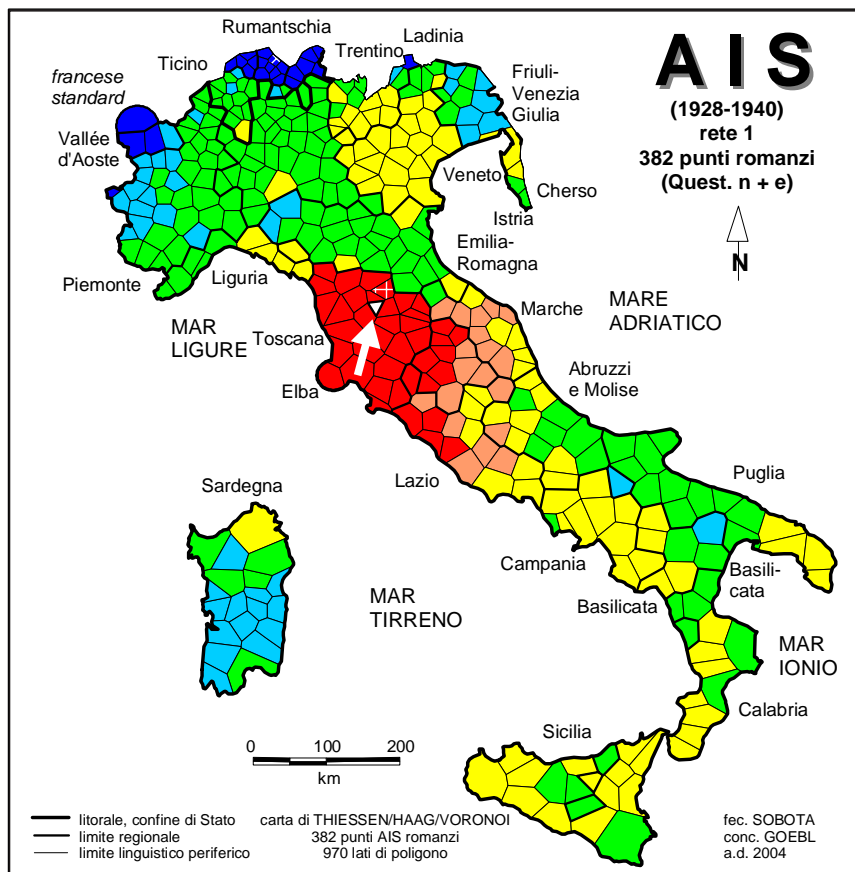 Rumantschia
Ladinia
Ticino
Trentino
francese
standard
Vallée
d'Aoste
Friuli-
Venezia
Giulia
A I S
(1928-1940)
rete 1
382 punti romanzi
(Quest. n + e)
N
Veneto
Cherso
Istria
Emilia-
Romagna
Piemonte
Liguria
Marche
MARE
ADRIATICO
MAR
LIGURE
Toscana
Elba
Abruzzi
e Molise
Lazio
Puglia
Sardegna
Campania
Basili-
cata
Basilicata
MAR
TIRRENO
MAR
IONIO
Calabria
Sicilia
0 100 200
km
litorale, confine di Stato
limite regionale
limite linguistico periferico
carta di THIESSEN/HAAG/VORONOI
382 punti AIS romanzi
970 lati di poligono
fec. SOBOTA
conc. GOEBL
a.d. 2004